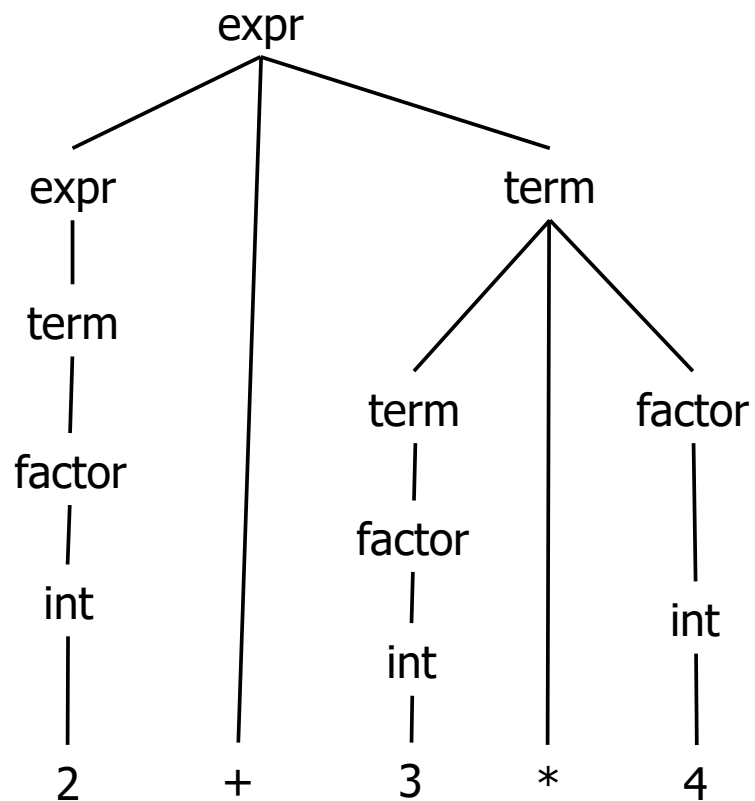 expr
expr term
term
term factor
factor
factor
int
int
int
2 + 3 * 4